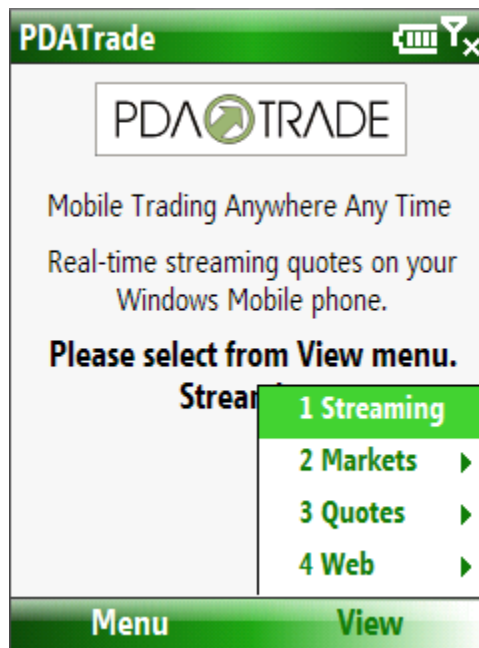 PDATrade
PDA TRADE
Mobile Trading Anywhere Any Time
Real-time streaming quotes on your
Windows Mobile phone.
Please select from View menu.
1 Streaming
2 Markets
3 Quotes
4 Web
Menu View